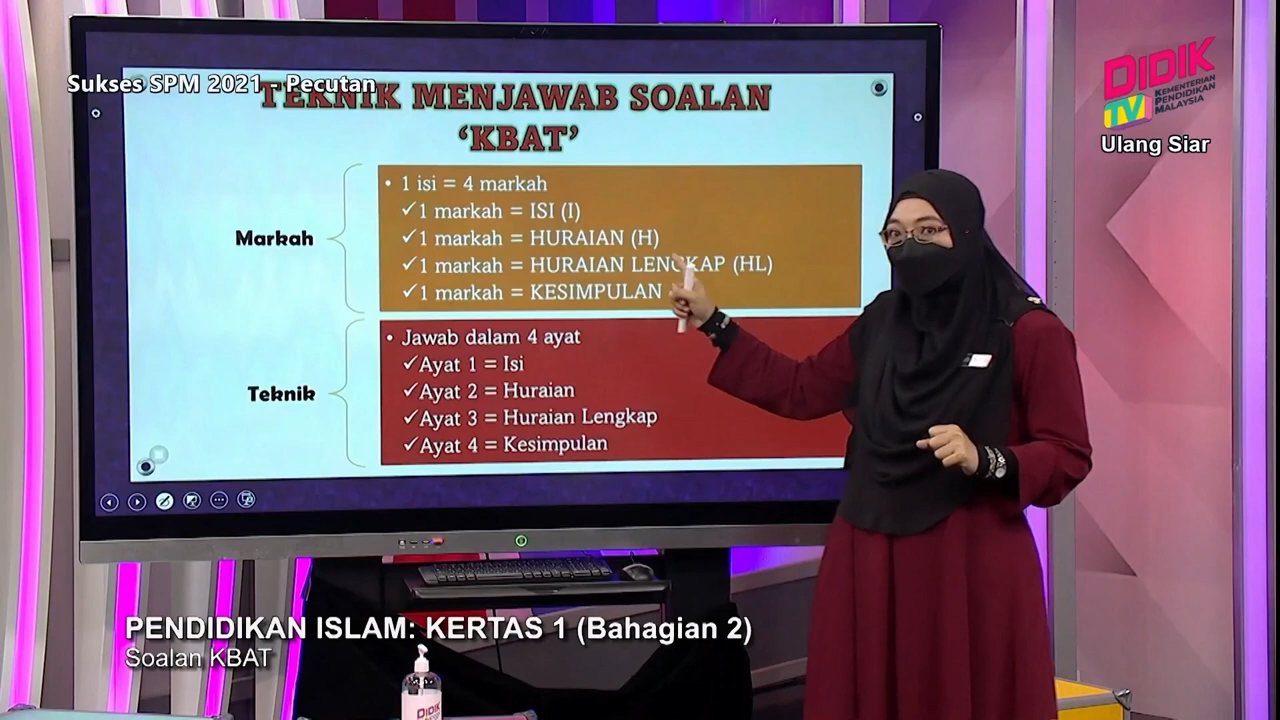 Sukses SPM 2021 - Pecutan
TEKNIK MENJAWAB SOALAN
‘KBAT’
DIDIK
TV
KEMENTERIAN
PENDIDIKAN
MALAYSIA
Ulang Siar
Markah
• 1 isi = 4 markah
✓1 markah = ISI (I)
✓1 markah = HURAIAN (H)
✓1 markah = HURAIAN LENGKAP (HL)
✓1 markah = KESIMPULAN
Teknik
• Jawab dalam 4 ayat
✓Ayat 1 = Isi
✓Ayat 2 = Huraian
✓Ayat 3 = Huraian Lengkap
✓Ayat 4 = Kesimpulan
PENDIDIKAN ISLAM: KERTAS 1 (Bahagian 2)
Soalan KBAT
DIDIK